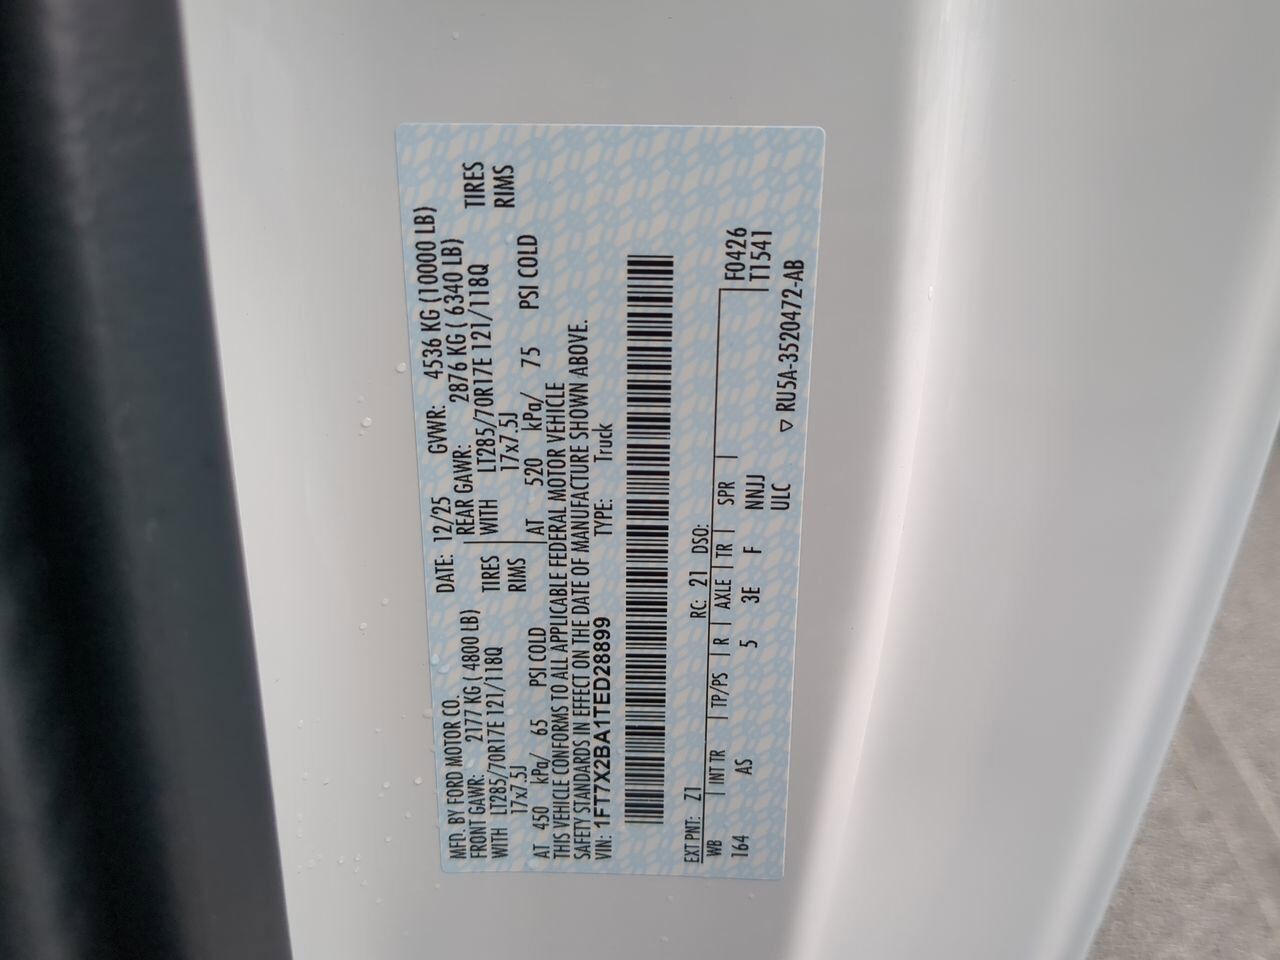 MFD. BY FORD MOTOR CO. DATE: 12/25 GVWR: 4536 KG (10000 LB)
FRONT GAWR: 2177 KG ( 4800 LB) REAR GAWR: 2876 KG ( 6340 LB)
WITH LT285/70R17E 121/118Q TIRES WITH LT285/70R17E 121/118Q TIRES
17x7.5J RIMS 17x7.5J RIMS
AT 450 kPa/ 65 PSI COLD AT 520 kPa/ 75 PSI COLD
THIS VEHICLE CONFORMS TO ALL APPLICABLE FEDERAL MOTOR VEHICLE
SAFETY STANDARDS IN EFFECT ON THE DATE OF MANUFACTURE SHOWN ABOVE.
VIN: 1FT7X2BA1TED28899 TYPE: Truck
EXT PNT: Z1 RC: 21 DSO:
WB | INT TR | TP/PS | R | AXLE | TR | SPR | F0426
164 AS 5 3E F NNJJ T1541
ULC ▽ RU5A-3520472-AB